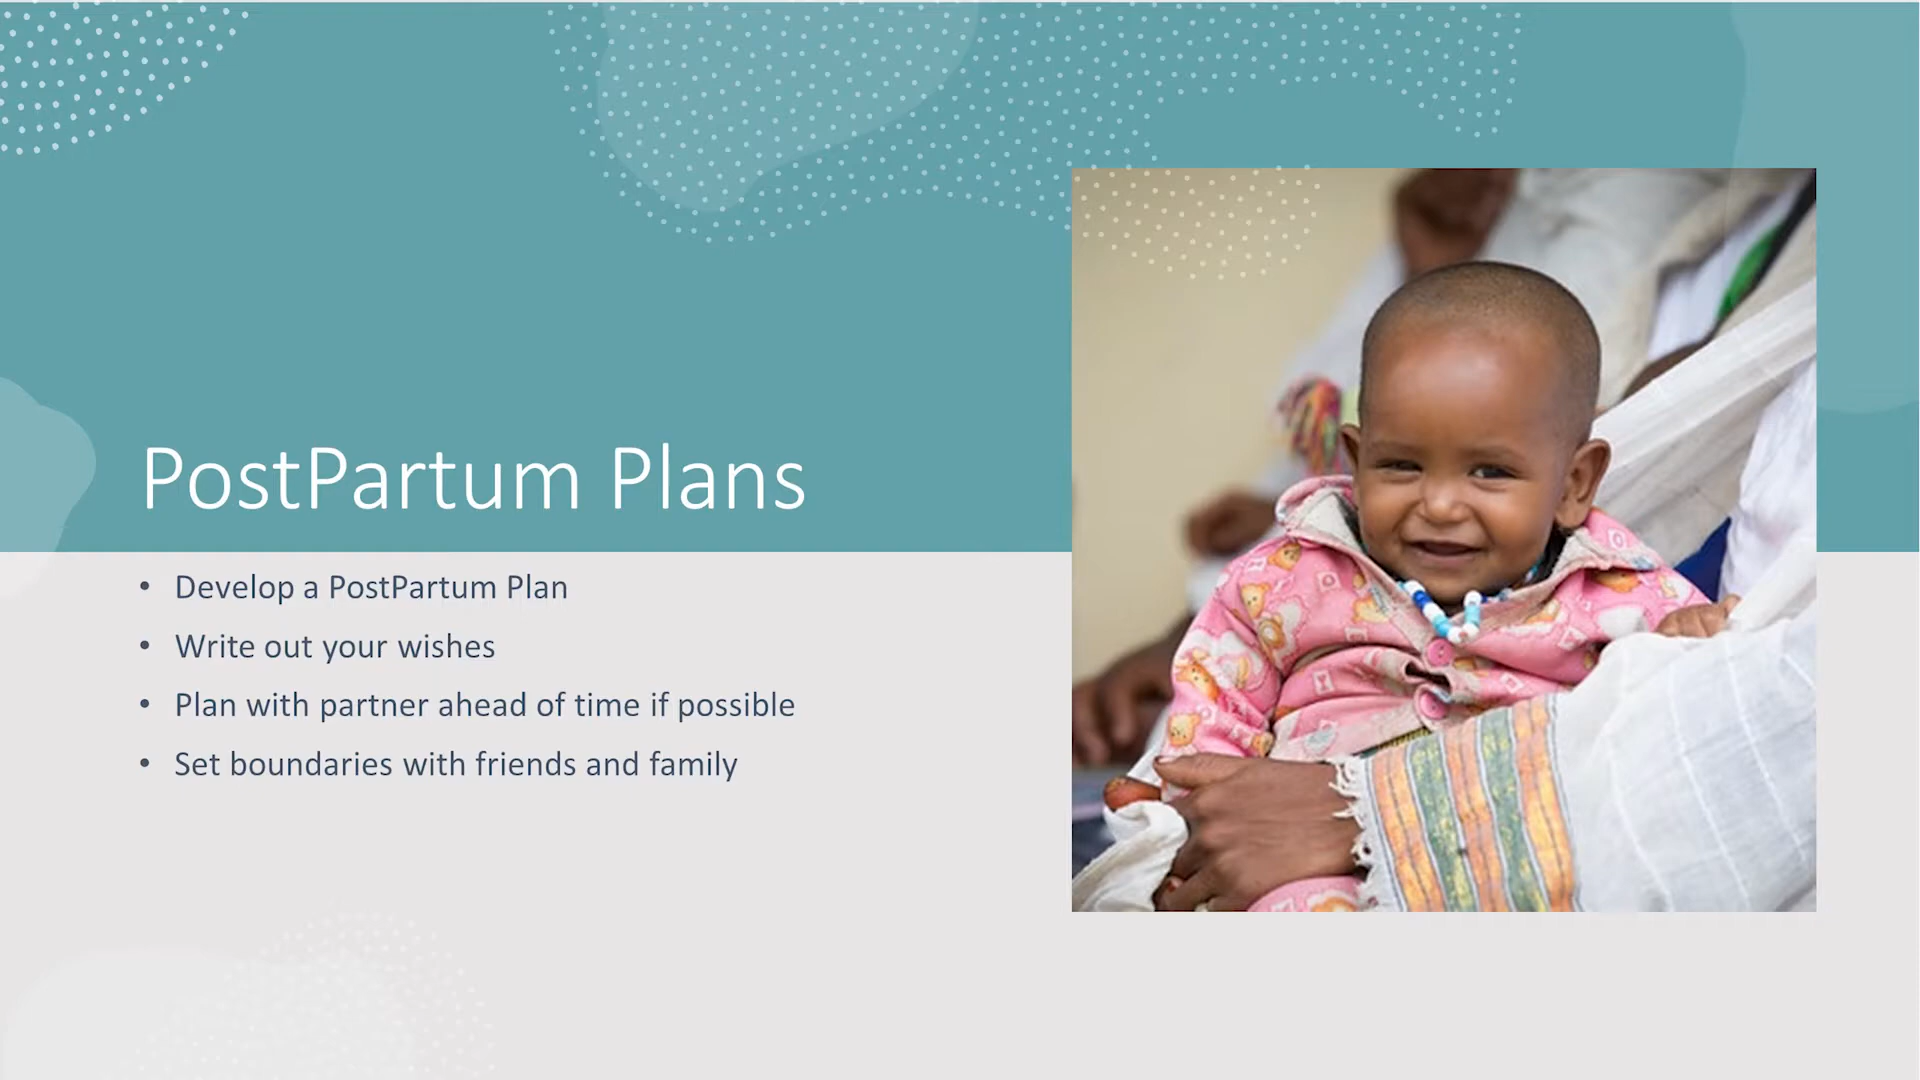 PostPartum Plans
• Develop a PostPartum Plan
• Write out your wishes
• Plan with partner ahead of time if possible
• Set boundaries with friends and family